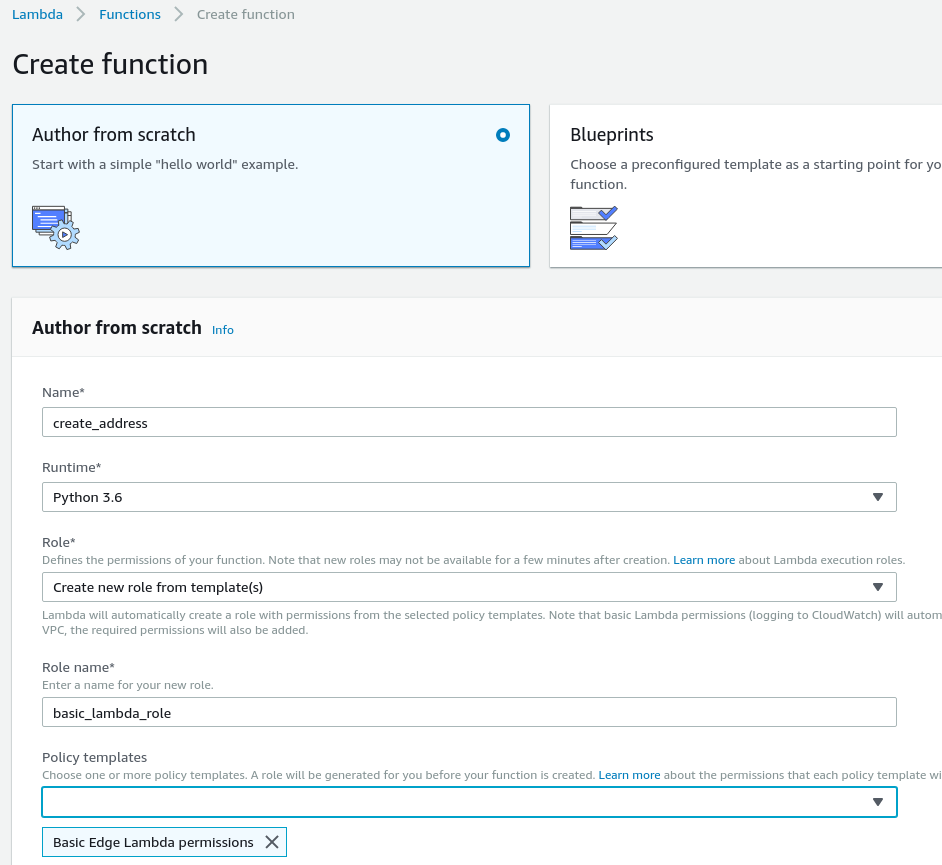 Lambda > Functions > Create function
Create function
Author from scratch
Start with a simple "hello world" example.
Blueprints
Choose a preconfigured template as a starting point for yo
function.
Author from scratch Info
Name*
create_address
Runtime*
Python 3.6
Role*
Defines the permissions of your function. Note that new roles may not be available for a few minutes after creation. Learn more about Lambda execution roles.
Create new role from template(s)
Lambda will automatically create a role with permissions from the selected policy templates. Note that basic Lambda permissions (logging to CloudWatch) will autom
VPC, the required permissions will also be added.
Role name*
Enter a name for your new role.
basic_lambda_role
Policy templates
Choose one or more policy templates. A role will be generated for you before your function is created. Learn more about the permissions that each policy template wi
Basic Edge Lambda permissions